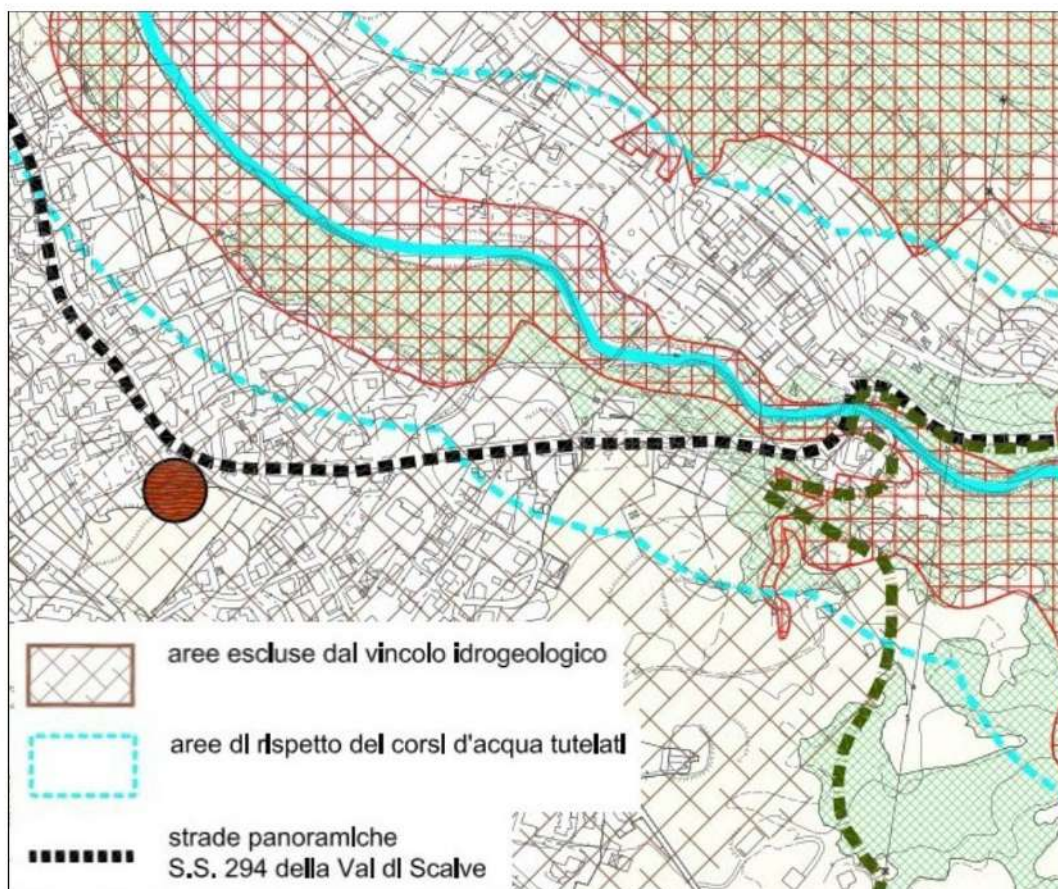 aree escluse dal vincolo idrogeologico
aree di rispetto dei corsi d'acqua tutelati
strade panoramiche
S.S. 294 della Val di Scalve